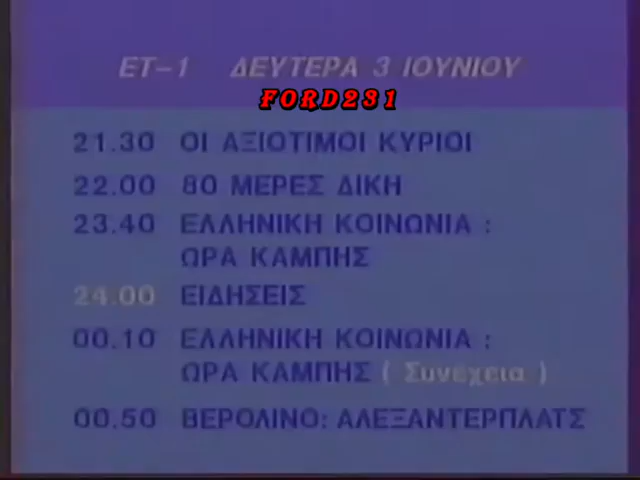 ΕΤ-1 ΔΕΥΤΕΡΑ 3 ΙΟΥΝΙΟΥ
FORD231
21.30 ΟΙ ΑΞΙΟΤΙΜΟΙ ΚΥΡΙΟΙ
22.00 80 ΜΕΡΕΣ ΔΙΚΗ
23.40 ΕΛΛΗΝΙΚΗ ΚΟΙΝΩΝΙΑ :
ΩΡΑ ΚΑΜΠΗΣ
24.00 ΕΙΔΗΣΕΙΣ
00.10 ΕΛΛΗΝΙΚΗ ΚΟΙΝΩΝΙΑ :
ΩΡΑ ΚΑΜΠΗΣ ( Συνέχεια )
00.50 ΒΕΡΟΛΙΝΟ: ΑΛΕΞΑΝΤΕΡΠΛΑΤΣ